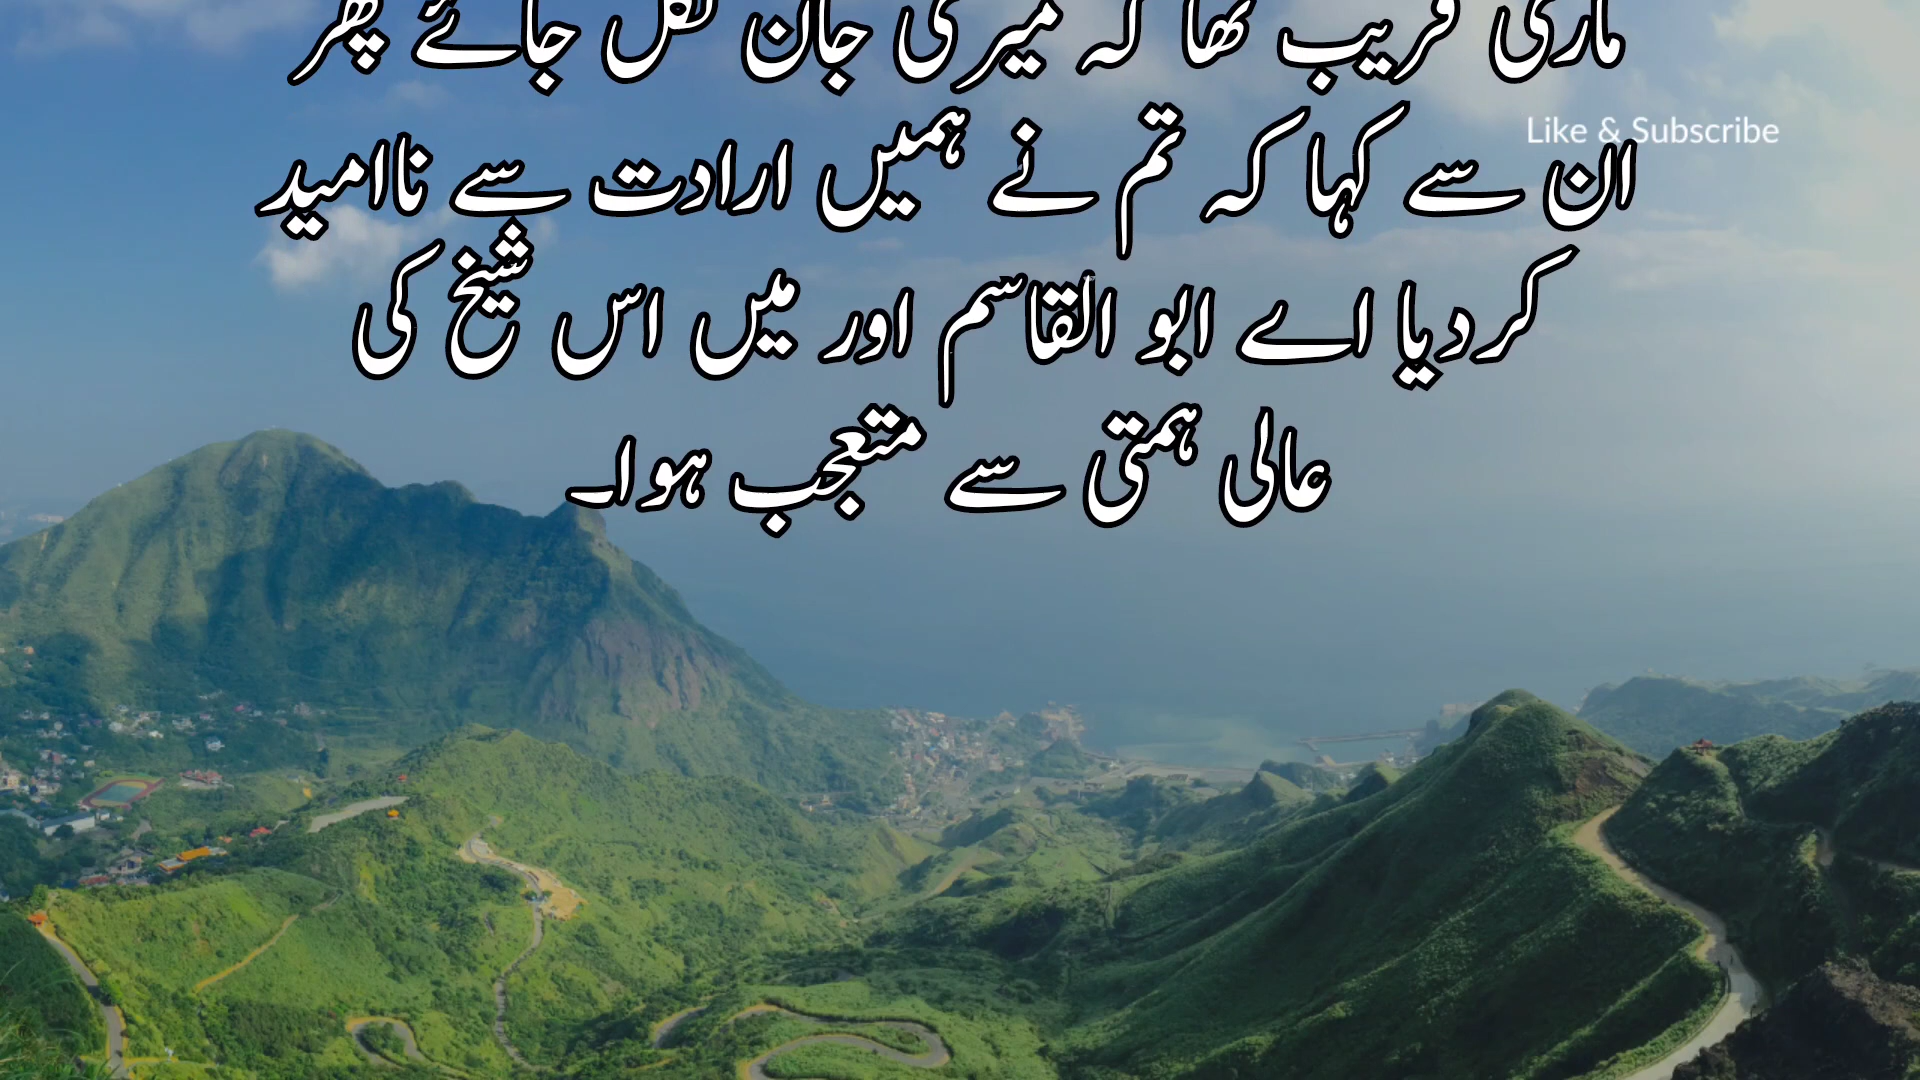 ماری قریب تھا کہ میری جان نکل جائے پھر
Like & Subscribe
ان سے کہا کہ تم نے ہمیں ارادت سے ناامید
کردیا اے ابو القاسم اور میں اس شیخ کی
عالی ہمتی سے متعجب ہوا۔